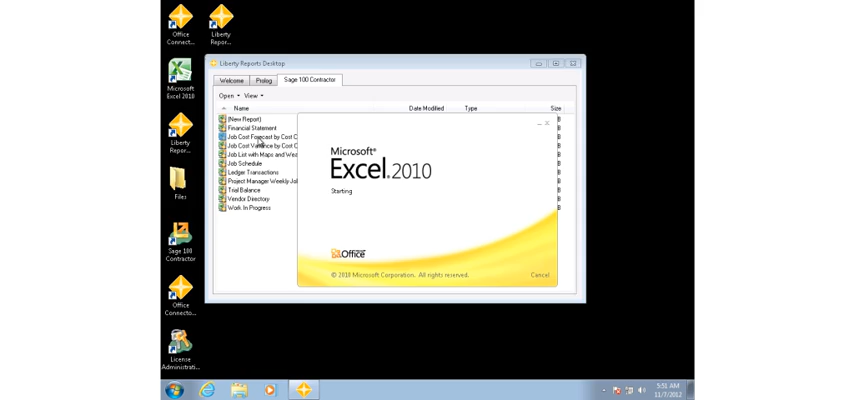 Office
Connect...
Liberty
Repor...
Microsoft
Excel 2010
Liberty
Repor...
Files
Sage 100
Contractor
Office
Connecto...
License
Administrati...
Liberty Reports Desktop
Welcome
Prolog
Sage 100 Contractor
Open
View
Name
Date Modified
Type
Size
(New Report)
Financial Statement
Job Cost Forecast by Cost C
Job Cost Variance by Cost C
Job List with Maps and Wea
Job Schedule
Ledger Transactions
Project Manager Weekly Jo
Trial Balance
Vendor Directory
Work In Progress
Microsoft®
Excel®2010
Starting
Office
© 2010 Microsoft Corporation. All rights reserved.
Cancel
5:51 AM
11/7/2012